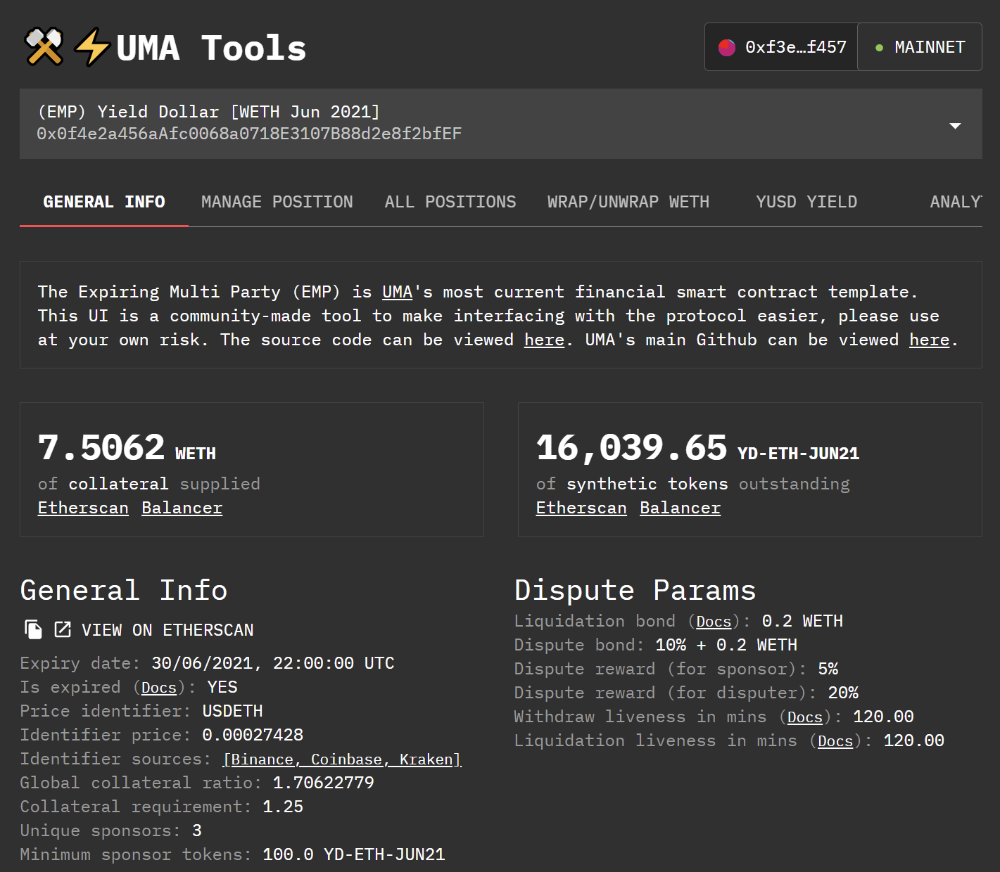 UMA Tools
0xf3e…f457
MAINNET
(EMP) Yield Dollar [WETH Jun 2021]
0x0f4e2a456aAfc0068a0718E3107B88d2e8f2bfEF
GENERAL INFO
MANAGE POSITION
ALL POSITIONS
WRAP/UNWRAP WETH
YUSD YIELD
ANALY
The Expiring Multi Party (EMP) is UMA's most current financial smart contract template.
This UI is a community-made tool to make interfacing with the protocol easier, please use
at your own risk. The source code can be viewed here. UMA's main Github can be viewed here.
7.5062 WETH
of collateral supplied
Etherscan Balancer
16,039.65 YD-ETH-JUN21
of synthetic tokens outstanding
Etherscan Balancer
General Info
VIEW ON ETHERSCAN
Expiry date: 30/06/2021, 22:00:00 UTC
Is expired (Docs): YES
Price identifier: USDETH
Identifier price: 0.00027428
Identifier sources: [Binance, Coinbase, Kraken]
Global collateral ratio: 1.70622779
Collateral requirement: 1.25
Unique sponsors: 3
Minimum sponsor tokens: 100.0 YD-ETH-JUN21
Dispute Params
Liquidation bond (Docs): 0.2 WETH
Dispute bond: 10% + 0.2 WETH
Dispute reward (for sponsor): 5%
Dispute reward (for disputer): 20%
Withdraw liveness in mins (Docs): 120.00
Liquidation liveness in mins (Docs): 120.00